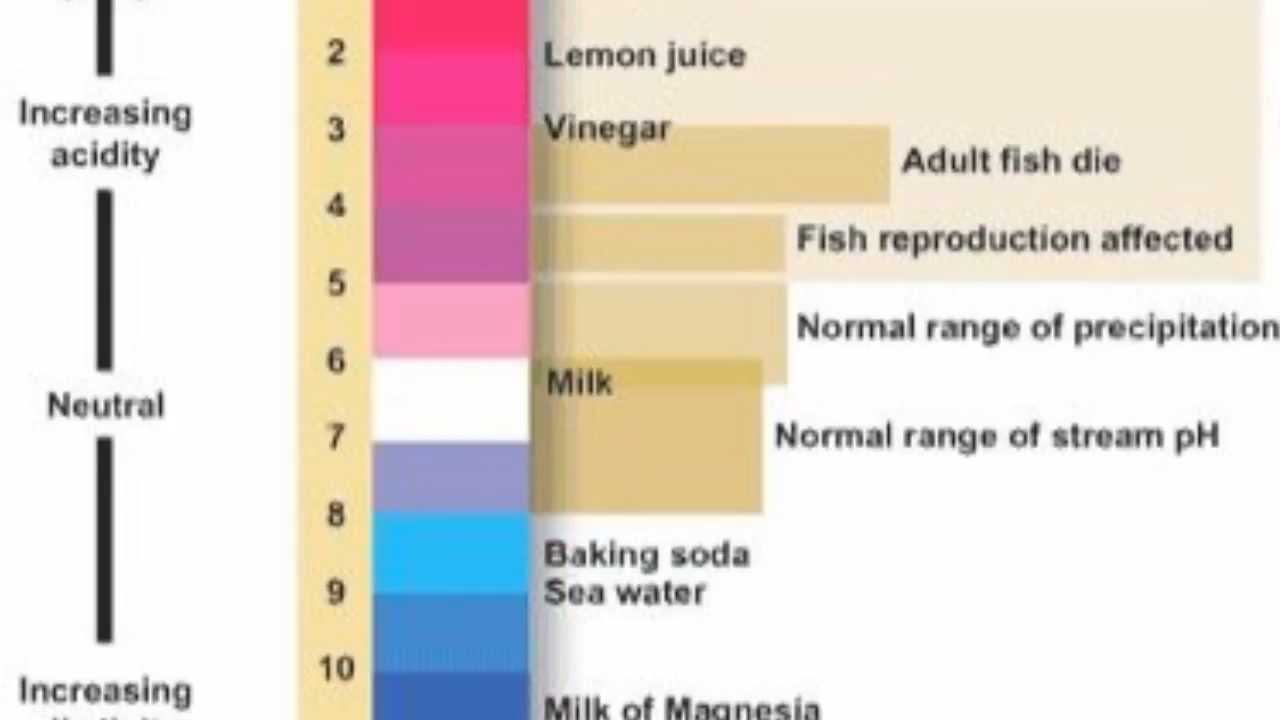 2
Lemon juice
Increasing
acidity
3
Vinegar
Adult fish die
4
Fish reproduction affected
5
Normal range of precipitation
6
Milk
Neutral
7
Normal range of stream pH
8
Baking soda
9
Sea water
10
Increasing
Milk of Magnesia